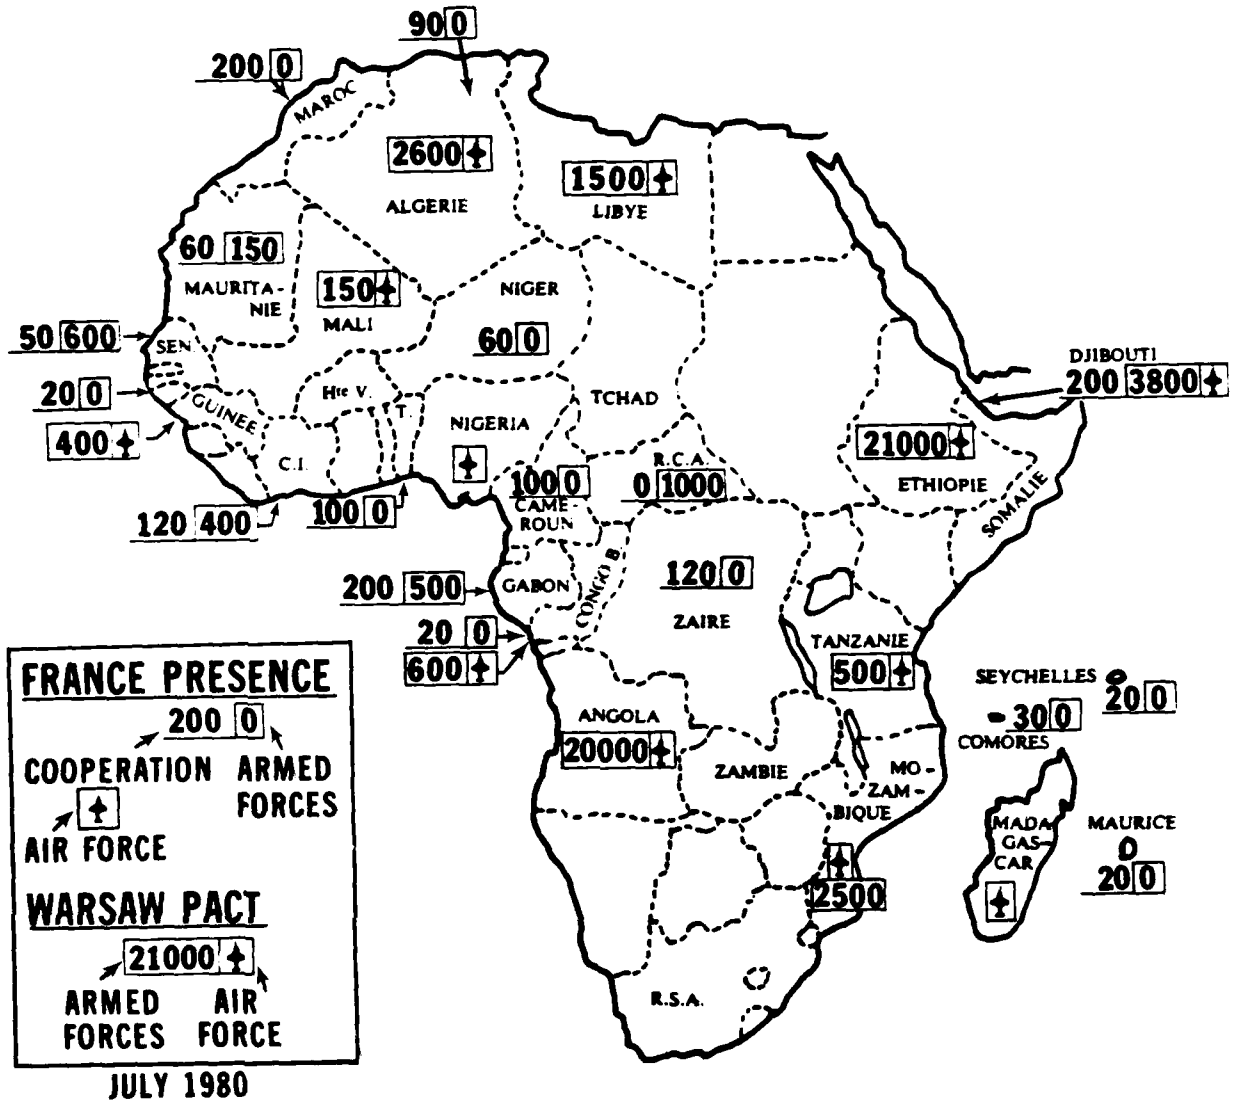 90 0
200 0
MAROC
2600
1500
ALGERIE
LIBYE
60 150
MAURITA-
NIE
150
MALI
NIGER
60 0
50 600
SEN.
DJIBOUTI
200 3800
20 0
GUINEE
Hte V.
T.
TCHAD
NIGERIA
400
21000
C.I.
R.C.A.
0 1000
ETHIOPIE
SOMALIE
100 0
CAME-
ROUN
120 400
100 0
200 500
GABON
CONGO B.
120 0
ZAIRE
20 0
600
TANZANIE
500
SEYCHELLES
20 0
30 0
COMORES
ANGOLA
20000
ZAMBIE
MO-
ZAM-
BIQUE
2500
MADA
GAS-
CAR
MAURICE
20 0
R.S.A.
FRANCE PRESENCE
200 0
COOPERATION ARMED
FORCES
AIR FORCE
WARSAW PACT
21000
ARMED AIR
FORCES FORCE
JULY 1980